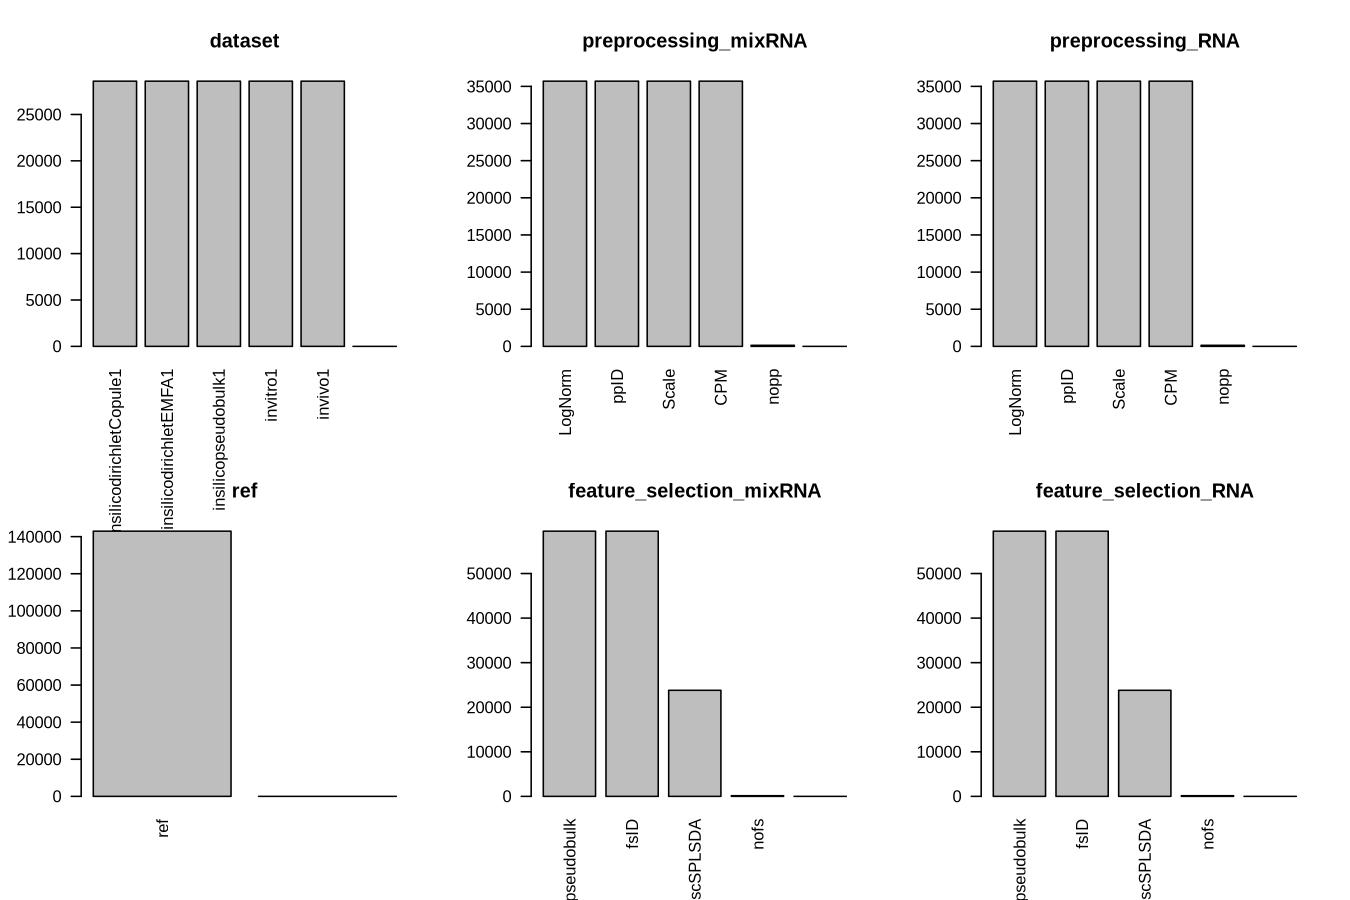 dataset
25000
20000
15000
10000
5000
0
nsilicodirichletCopule1
insilicodirichletEMFA1
insilicopseudobulk1
invitro1
invivo1
preprocessing_mixRNA
35000
30000
25000
20000
15000
10000
5000
0
LogNorm
ppID
Scale
CPM
nopp
preprocessing_RNA
35000
30000
25000
20000
15000
10000
5000
0
LogNorm
ppID
Scale
CPM
nopp
ref
140000
120000
100000
80000
60000
40000
20000
0
ref
feature_selection_mixRNA
50000
40000
30000
20000
10000
0
pseudobulk
fsID
scSPLSDA
nofs
feature_selection_RNA
50000
40000
30000
20000
10000
0
pseudobulk
fsID
scSPLSDA
nofs